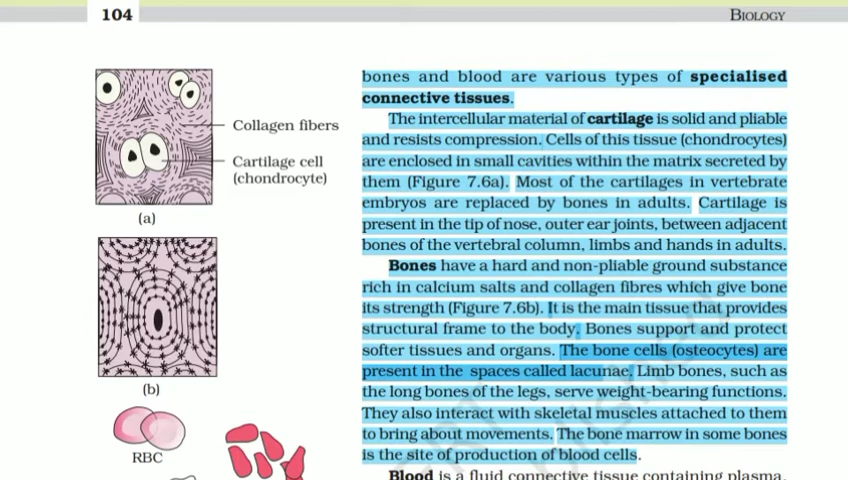 104
BIOLOGY
Collagen fibers
Cartilage cell
(chondrocyte)
(a)
(b)
RBC
bones and blood are various types of specialised
connective tissues.
The intercellular material of cartilage is solid and pliable
and resists compression. Cells of this tissue (chondrocytes)
are enclosed in small cavities within the matrix secreted by
them (Figure 7.6a). Most of the cartilages in vertebrate
embryos are replaced by bones in adults. Cartilage is
present in the tip of nose, outer ear joints, between adjacent
bones of the vertebral column, limbs and hands in adults.
Bones have a hard and non-pliable ground substance
rich in calcium salts and collagen fibres which give bone
its strength (Figure 7.6b). It is the main tissue that provides
structural frame to the body. Bones support and protect
softer tissues and organs. The bone cells (osteocytes) are
present in the spaces called lacunae. Limb bones, such as
the long bones of the legs, serve weight-bearing functions.
They also interact with skeletal muscles attached to them
to bring about movements. The bone marrow in some bones
is the site of production of blood cells.
Blood is a fluid connective tissue containing plasma,